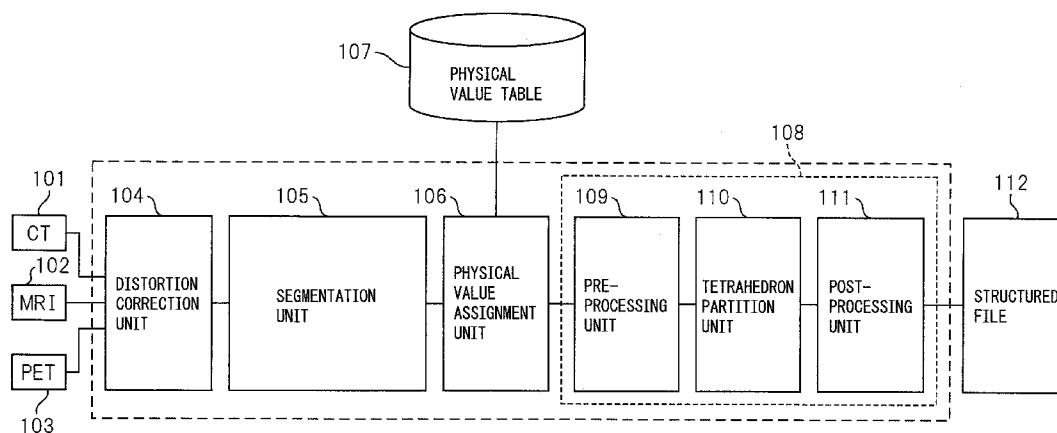 107
PHYSICAL
VALUE TABLE
108
101
CT
102
MRI
PET
103
104
DISTORTION
CORRECTION
UNIT
105
SEGMENTATION
UNIT
106
PHYSICAL
VALUE
ASSIGNMENT
UNIT
109
PRE-
PROCESSING
UNIT
110
TETRAHEDRON
PARTITION
UNIT
111
POST-
PROCESSING
UNIT
112
STRUCTURED
FILE